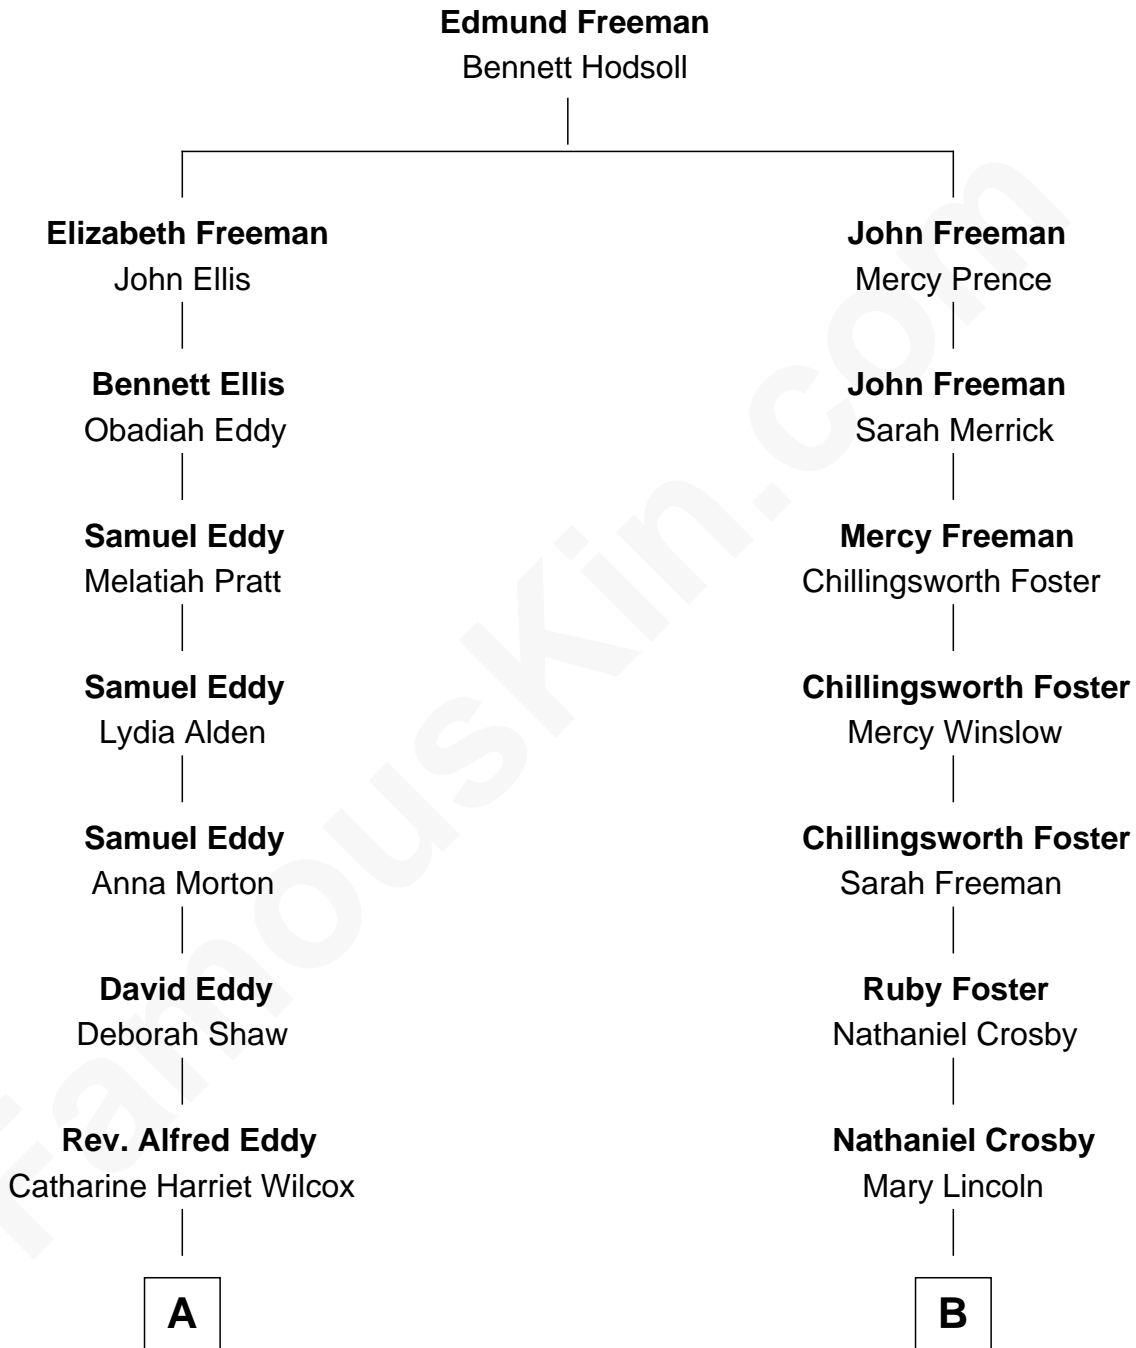 Edmund Freeman
Bennett Hodsoll
Elizabeth Freeman
John Ellis
Bennett Ellis
Obadiah Eddy
Samuel Eddy
Melatiah Pratt
Samuel Eddy
Lydia Alden
Samuel Eddy
Anna Morton
David Eddy
Deborah Shaw
Rev. Alfred Eddy
Catharine Harriet Wilcox
A
John Freeman
Mercy Prence
John Freeman
Sarah Merrick
Mercy Freeman
Chillingsworth Foster
Chillingsworth Foster
Mercy Winslow
Chillingsworth Foster
Sarah Freeman
Ruby Foster
Nathaniel Crosby
Nathaniel Crosby
Mary Lincoln
B
FamousKin.com